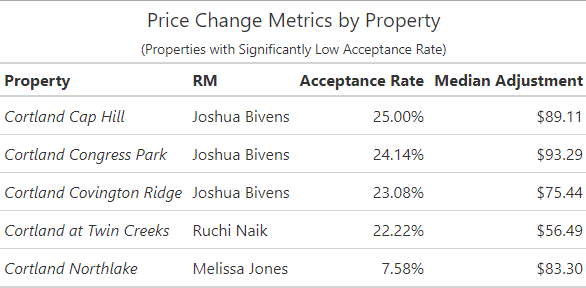 Price Change Metrics by Property
(Properties with Significantly Low Acceptance Rate)
Property RM Acceptance Rate Median Adjustment
Cortland Cap Hill Joshua Bivens 25.00% $89.11
Cortland Congress Park Joshua Bivens 24.14% $93.29
Cortland Covington Ridge Joshua Bivens 23.08% $75.44
Cortland at Twin Creeks Ruchi Naik 22.22% $56.49
Cortland Northlake Melissa Jones 7.58% $83.30